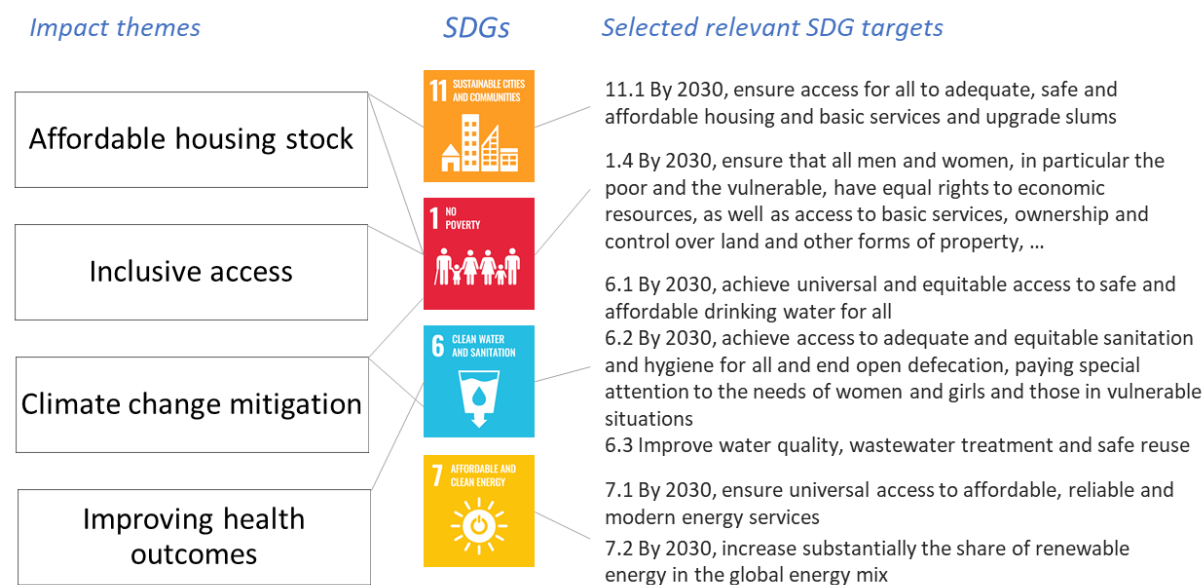 Impact themes
SDGs
Selected relevant SDG targets
Affordable housing stock
Inclusive access
Climate change mitigation
Improving health
outcomes
11 SUSTAINABLE CITIES
AND COMMUNITIES
1 NO
POVERTY
6 CLEAN WATER
AND SANITATION
7 AFFORDABLE AND
CLEAN ENERGY
11.1 By 2030, ensure access for all to adequate, safe and
affordable housing and basic services and upgrade slums
1.4 By 2030, ensure that all men and women, in particular the
poor and the vulnerable, have equal rights to economic
resources, as well as access to basic services, ownership and
control over land and other forms of property, ...
6.1 By 2030, achieve universal and equitable access to safe and
affordable drinking water for all
6.2 By 2030, achieve access to adequate and equitable sanitation
and hygiene for all and end open defecation, paying special
attention to the needs of women and girls and those in vulnerable
situations
6.3 Improve water quality, wastewater treatment and safe reuse
7.1 By 2030, ensure universal access to affordable, reliable and
modern energy services
7.2 By 2030, increase substantially the share of renewable
energy in the global energy mix